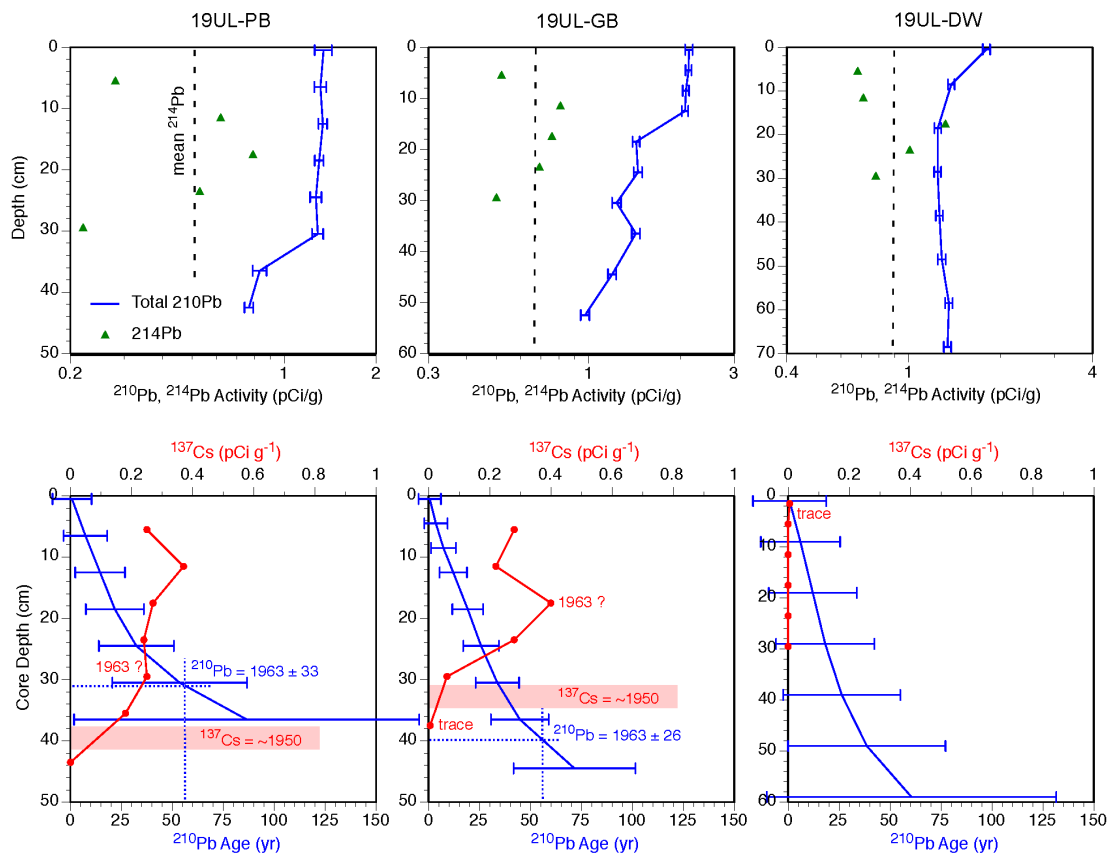 19UL-PB
19UL-GB
19UL-DW
0
10
20
30
40
50
Depth (cm)
mean ²¹⁴Pb
Total 210Pb
214Pb
0.2
1
2
²¹⁰Pb, ²¹⁴Pb Activity (pCi/g)
0
10
20
30
40
50
60
0.3
1
3
²¹⁰Pb, ²¹⁴Pb Activity (pCi/g)
0
10
20
30
40
50
60
70
0.4
1
4
²¹⁰Pb, ²¹⁴Pb Activity (pCi/g)
¹³⁷Cs (pCi g⁻¹)
0 0.2 0.4 0.6 0.8 1
0
10
20
30
40
50
Core Depth (cm)
1963 ?
²¹⁰Pb = 1963 ± 33
¹³⁷Cs = ~1950
0 25 50 75 100 125 150
²¹⁰Pb Age (yr)
¹³⁷Cs (pCi g⁻¹)
0 0.2 0.4 0.6 0.8 1
0
10
20
30
40
50
1963 ?
¹³⁷Cs = ~1950
trace
²¹⁰Pb = 1963 ± 26
0 25 50 75 100 125 150
²¹⁰Pb Age (yr)
¹³⁷Cs (pCi g⁻¹)
0 0.2 0.4 0.6 0.8 1
trace
0
10
20
30
40
50
60
0 25 50 75 100 125 150
²¹⁰Pb Age (yr)